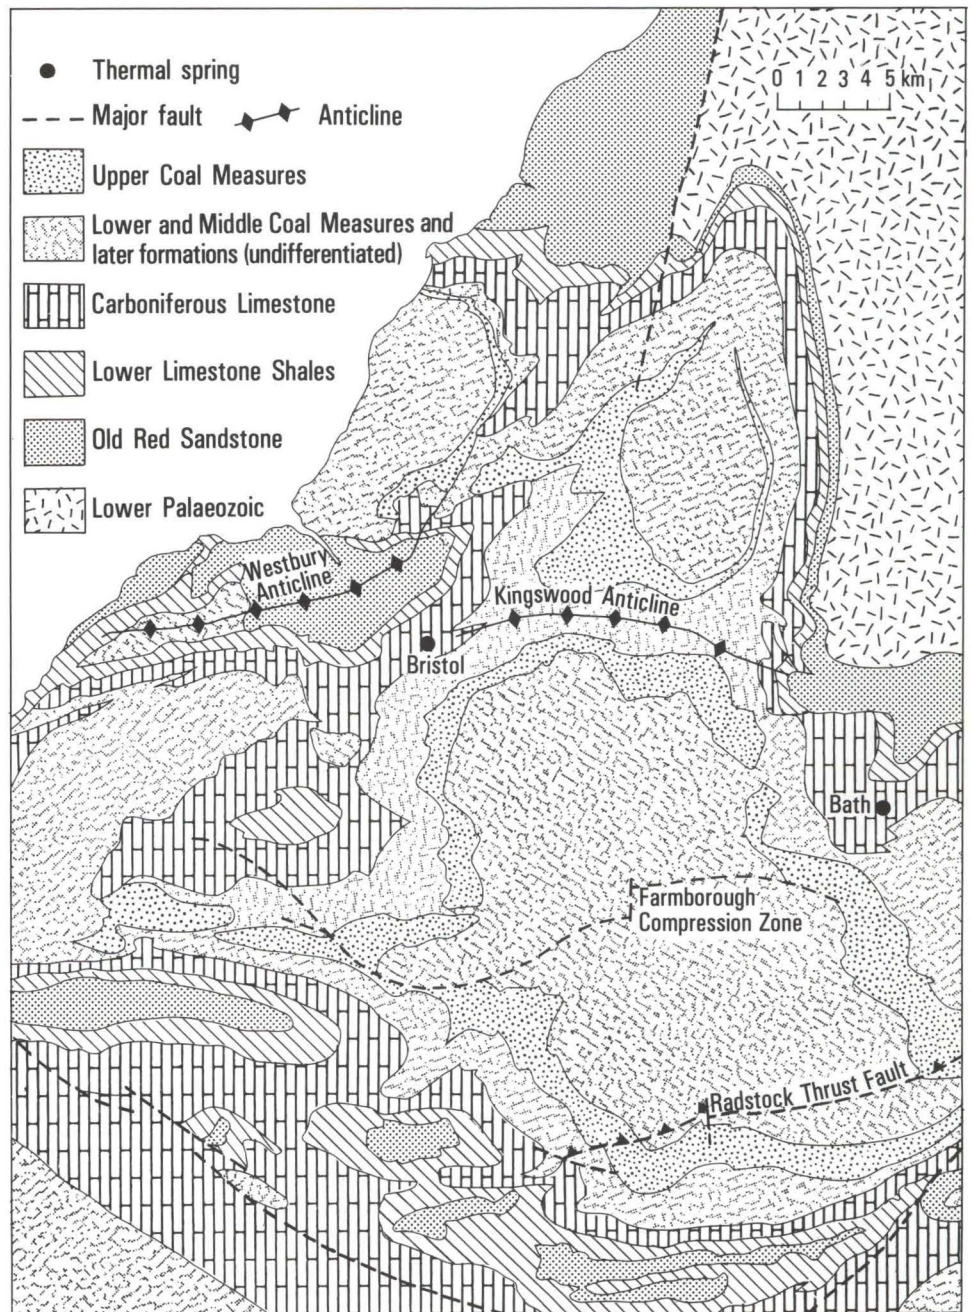 Thermal spring
Major fault
Anticline
Upper Coal Measures
Lower and Middle Coal Measures and
later formations (undifferentiated)
Carboniferous Limestone
Lower Limestone Shales
Old Red Sandstone
Lower Palaeozoic
0 1 2 3 4 5 km
Westbury
Anticline
Kingswood Anticline
Bristol
Bath
Farmborough
Compression Zone
Radstock Thrust Fault